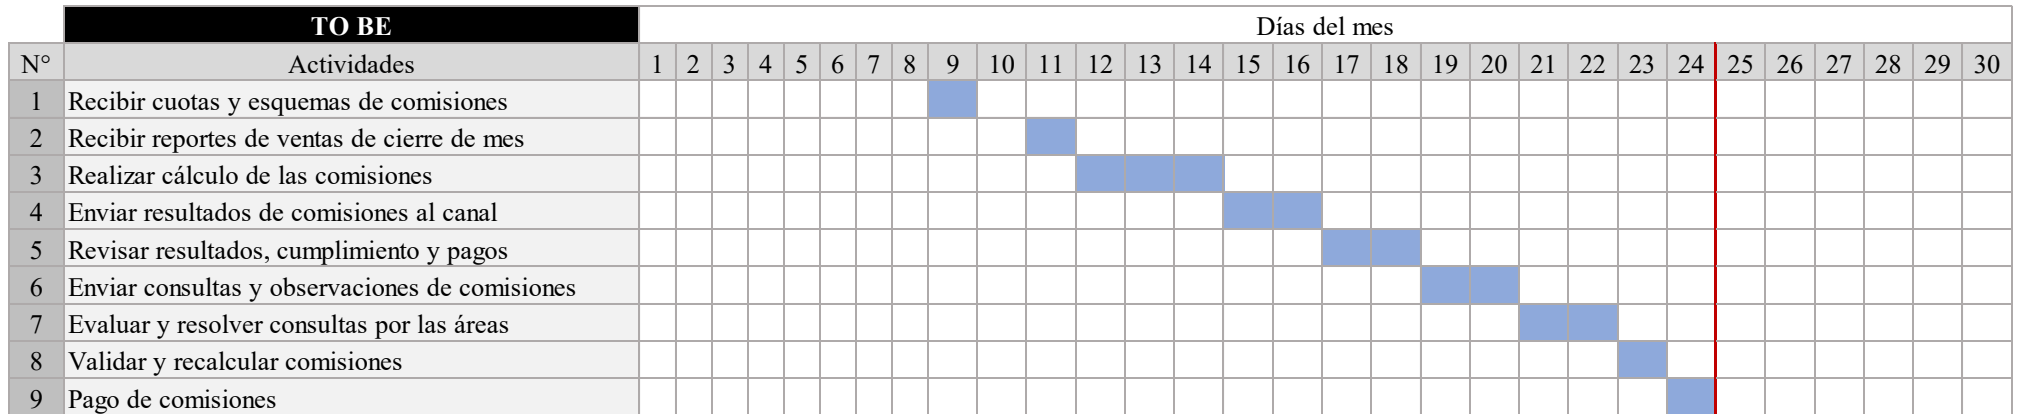 TO BE Días del mes
N° Actividades 1 2 3 4 5 6 7 8 9 10 11 12 13 14 15 16 17 18 19 20 21 22 23 24 25 26 27 28 29 30
1 Recibir cuotas y esquemas de comisiones
2 Recibir reportes de ventas de cierre de mes
3 Realizar cálculo de las comisiones
4 Enviar resultados de comisiones al canal
5 Revisar resultados, cumplimiento y pagos
6 Enviar consultas y observaciones de comisiones
7 Evaluar y resolver consultas por las áreas
8 Validar y recalcular comisiones
9 Pago de comisiones